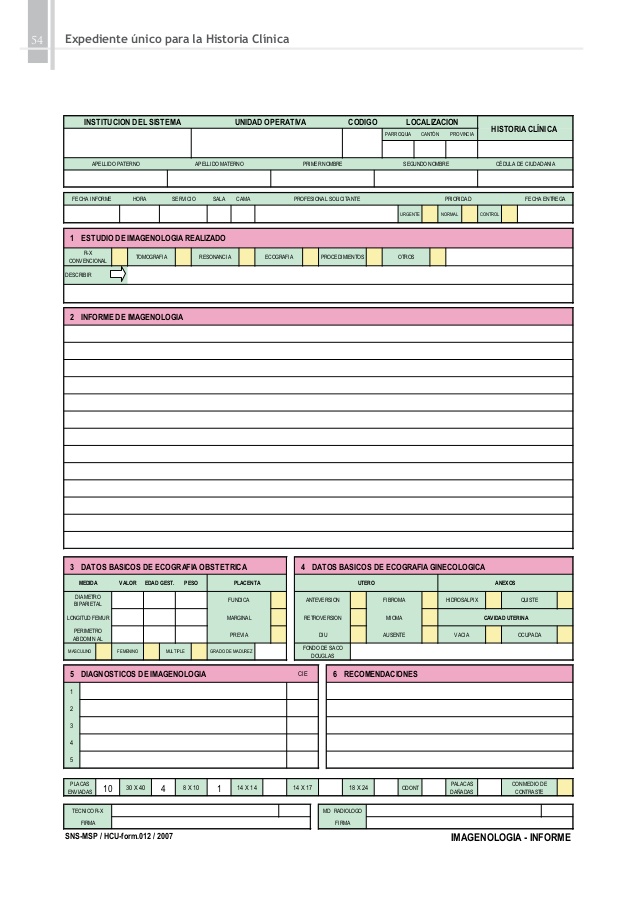 54 Expediente único para la Historia Clínica
INSTITUCION DEL SISTEMA UNIDAD OPERATIVA CODIGO LOCALIZACION HISTORIA CLÍNICA
PARROQUIA CANTÓN PROVINCIA
APELLIDO PATERNO APELLIDO MATERNO PRIMER NOMBRE SEGUNDO NOMBRE CÉDULA DE CIUDADANIA
FECHA INFORME HORA SERVICIO SALA CAMA PROFESIONAL SOLICITANTE PRIORIDAD FECHA ENTREGA
URGENTE NORMAL CONTROL
1 ESTUDIO DE IMAGENOLOGIA REALIZADO
R-X CONVENCIONAL TOMOGRAFIA RESONANCIA ECOGRAFIA PROCEDIMIENTOS OTROS
DESCRIBIR
2 INFORME DE IMAGENOLOGIA
3 DATOS BASICOS DE ECOGRAFIA OBSTETRICA
MEDIDA VALOR EDAD GEST. PESO PLACENTA
DIAMETRO BIPARIETAL FUNDICA
LONGITUD FEMUR MARGINAL
PERIMETRO ABDOMINAL PREVIA
MASCULINO FEMENINO MULTIPLE GRADO DE MADUREZ
4 DATOS BASICOS DE ECOGRAFIA GINECOLOGICA
UTERO ANEXOS
ANTEVERSION FIBROMA HIDROSALPIX QUISTE
RETROVERSION MIOMA CAVIDAD UTERINA
DIU AUSENTE VACIA OCUPADA
FONDO DE SACO DOUGLAS
5 DIAGNOSTICOS DE IMAGENOLOGIA CIE
1
2
3
4
5
6 RECOMENDACIONES
PLACAS ENVIADAS 10 30 X 40 4 8 X 10 1 14 X 14 14 X 17 18 X 24 ODONT PALACAS DAÑADAS CON MEDIO DE CONTRASTE
TECNICO R-X
FIRMA
MD RADIOLOGO
FIRMA
SNS-MSP / HCU-form.012 / 2007 IMAGENOLOGIA - INFORME